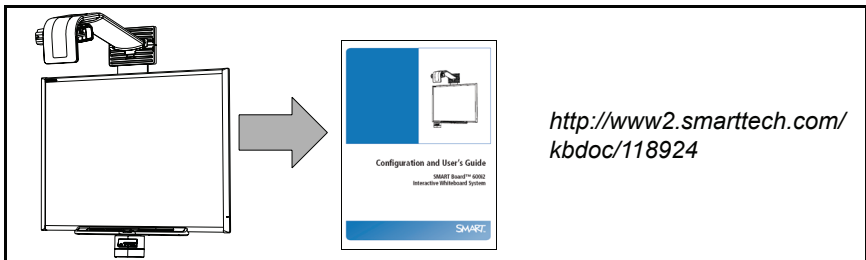 Configuration and User's Guide
SMART Board™ 600i2
Interactive Whiteboard System
SMART
http://www2.smarttech.com/
kbdoc/118924